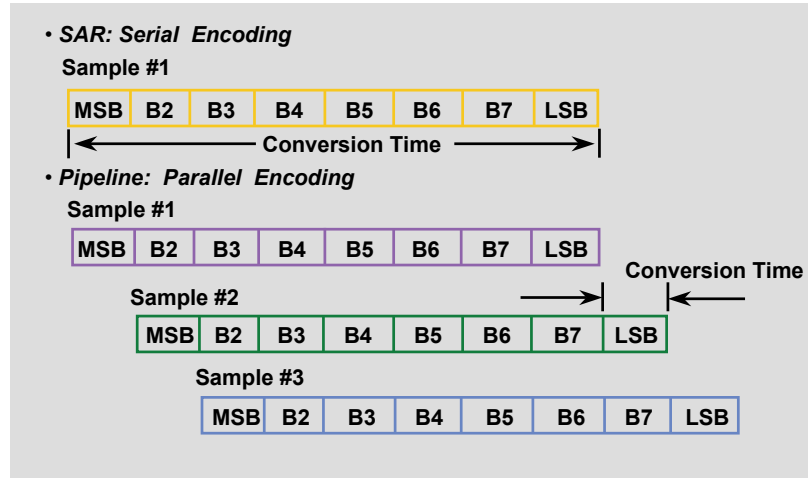 • SAR: Serial Encoding
Sample #1
MSB B2 B3 B4 B5 B6 B7 LSB
Conversion Time
• Pipeline: Parallel Encoding
Sample #1
MSB B2 B3 B4 B5 B6 B7 LSB
Conversion Time
Sample #2
MSB B2 B3 B4 B5 B6 B7 LSB
Sample #3
MSB B2 B3 B4 B5 B6 B7 LSB